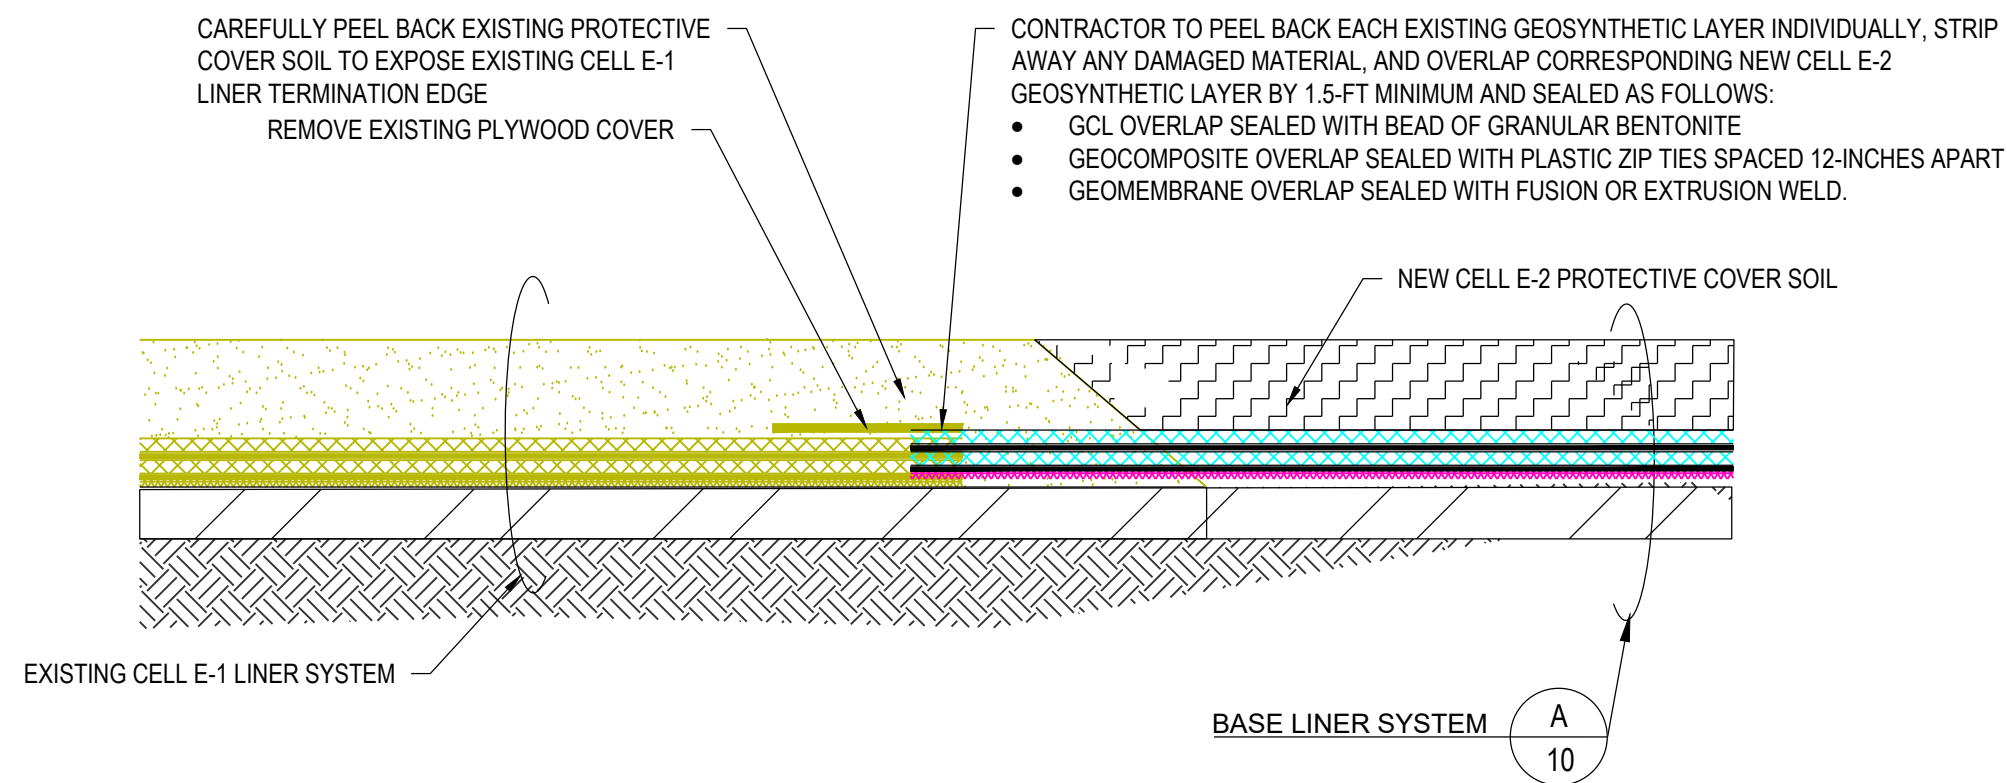 CAREFULLY PEEL BACK EXISTING PROTECTIVE
COVER SOIL TO EXPOSE EXISTING CELL E-1
LINER TERMINATION EDGE
REMOVE EXISTING PLYWOOD COVER
CONTRACTOR TO PEEL BACK EACH EXISTING GEOSYNTHETIC LAYER INDIVIDUALLY, STRIP
AWAY ANY DAMAGED MATERIAL, AND OVERLAP CORRESPONDING NEW CELL E-2
GEOSYNTHETIC LAYER BY 1.5-FT MINIMUM AND SEALED AS FOLLOWS:
• GCL OVERLAP SEALED WITH BEAD OF GRANULAR BENTONITE
• GEOCOMPOSITE OVERLAP SEALED WITH PLASTIC ZIP TIES SPACED 12-INCHES APART
• GEOMEMBRANE OVERLAP SEALED WITH FUSION OR EXTRUSION WELD.
NEW CELL E-2 PROTECTIVE COVER SOIL
EXISTING CELL E-1 LINER SYSTEM
BASE LINER SYSTEM
A
10